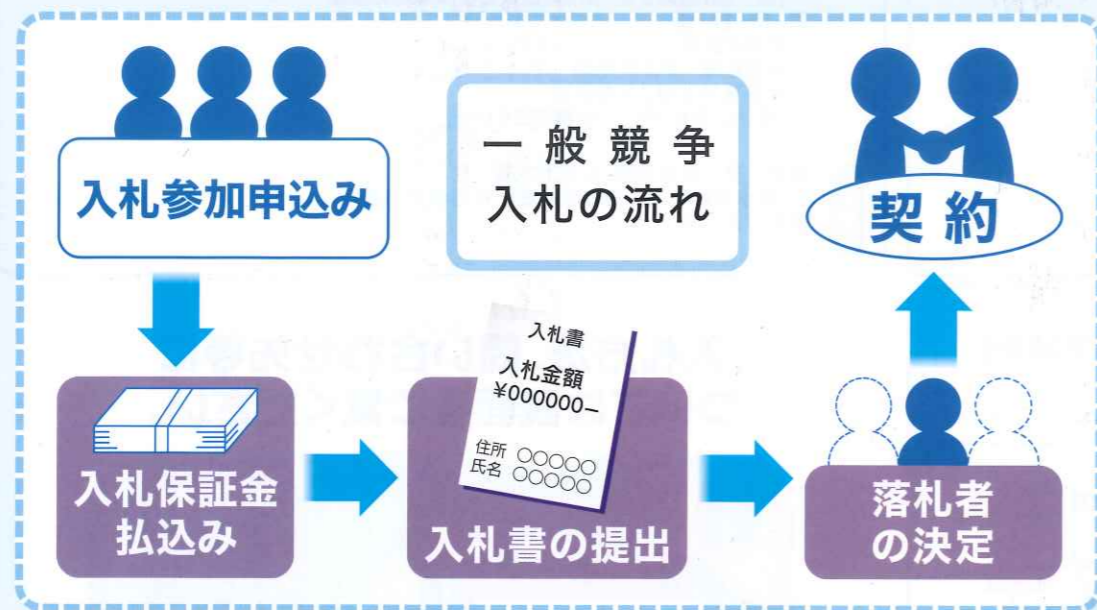 一般競争
入札の流れ
入札参加申込み
入札保証金
払込み
入札書
入札金額
¥000000−
住所 ○○○○○
氏名 ○○○○○
入札書の提出
落札者
の決定
契約